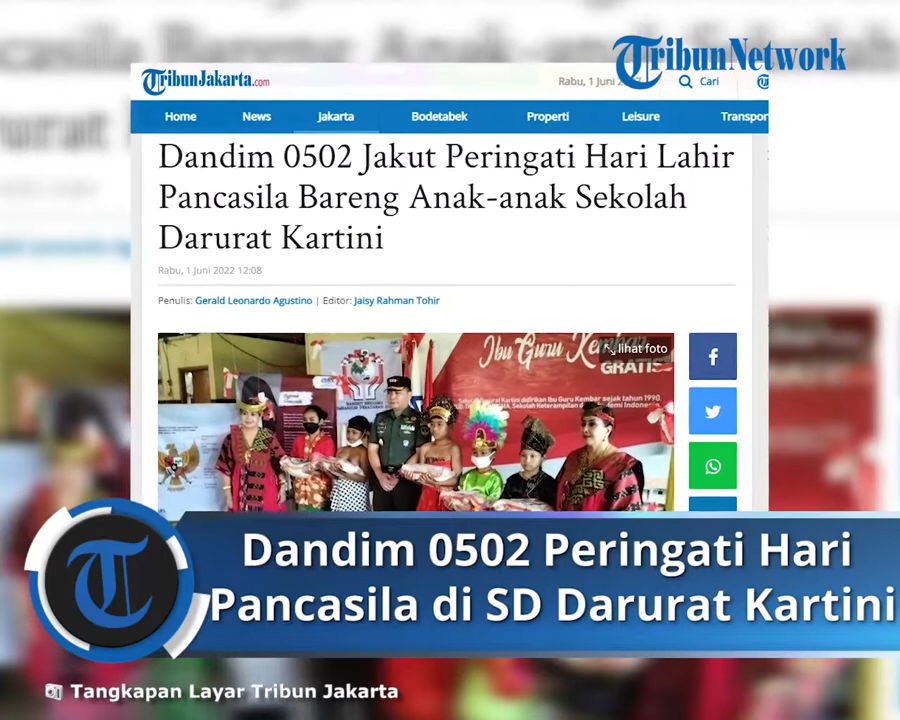 TribunNetwork
TribunJakarta.com
Rabu, 1 Juni
Cari
Home News Jakarta Bodetabek Properti Leisure Transpor
Dandim 0502 Jakut Peringati Hari Lahir
Pancasila Bareng Anak-anak Sekolah
Darurat Kartini
Rabu, 1 Juni 2022 12:08
Penulis: Gerald Leonardo Agustino | Editor: Jaisy Rahman Tohir
lihat foto
Ibu Guru Kembar
GRATIS
Dandim 0502 Peringati Hari
Pancasila di SD Darurat Kartini
Tangkapan Layar Tribun Jakarta